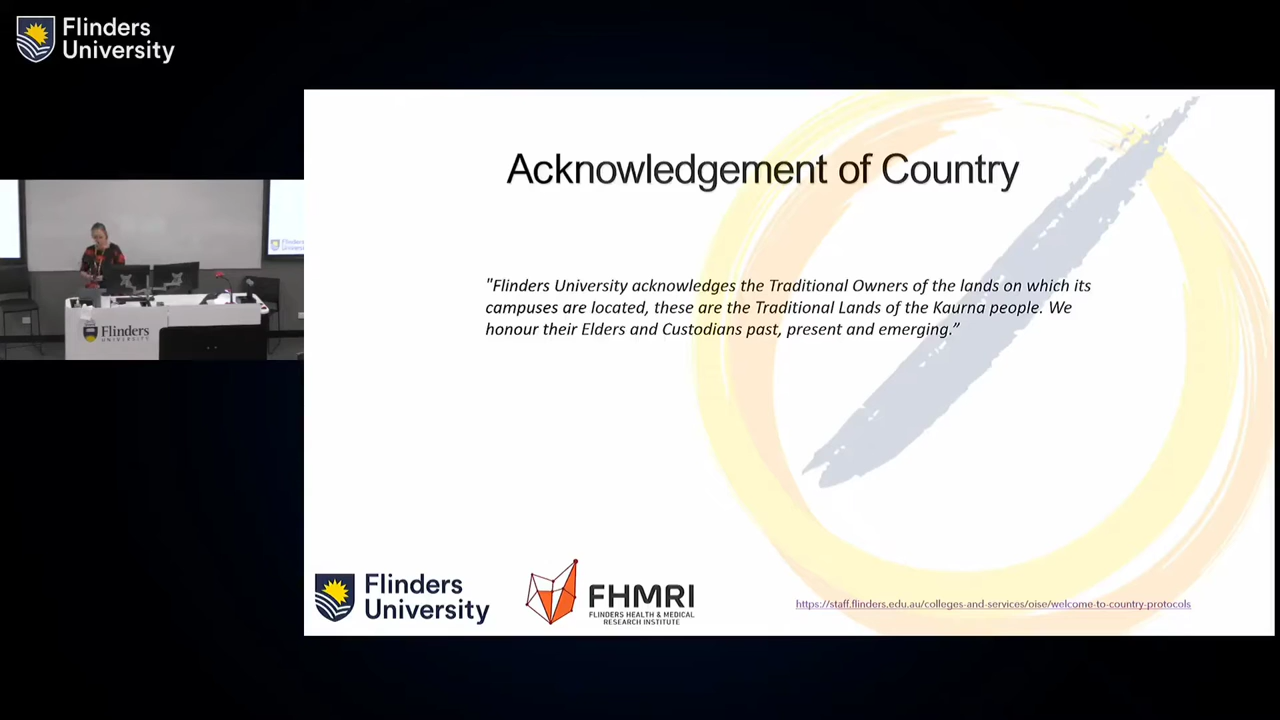 Flinders
University
Acknowledgement of Country
"Flinders University acknowledges the Traditional Owners of the lands on which its
campuses are located, these are the Traditional Lands of the Kaurna people. We
honour their Elders and Custodians past, present and emerging.”
Flinders
UNIVERSITY
Flinders
University
FHMRI
FLINDERS HEALTH & MEDICAL
RESEARCH INSTITUTE
https://staff.flinders.edu.au/colleges-and-services/oise/welcome-to-country-protocols